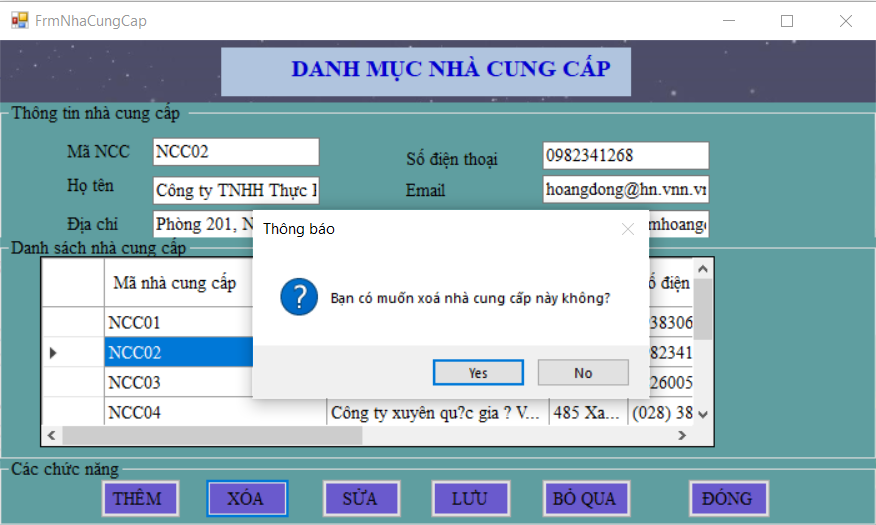 FrmNhaCungCap
DANH MỤC NHÀ CUNG CẤP
Thông tin nhà cung cấp
Mã NCC NCC02 Số điện thoại 0982341268
Họ tên Công ty TNHH Thực Email hoangdong@hn.vnn.vn
Địa chỉ Phòng 201, N
Danh sách nhà cung cấp
Thông báo
Bạn có muốn xoá nhà cung cấp này không?
Yes No
Mã nhà cung cấp ố điện
NCC01 38306
NCC02 82341
NCC03 26005
NCC04 Công ty xuyên qu?c gia ? V... 485 Xa... (028) 38
Các chức năng
THÊM XÓA SỬA LƯU BỎ QUA ĐÓNG